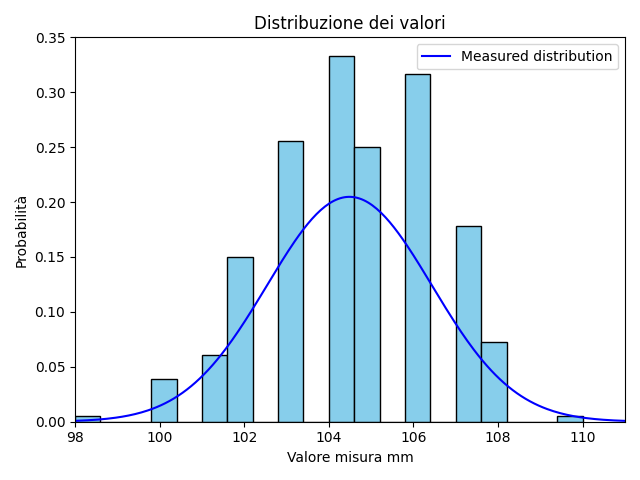 Distribuzione dei valori
Measured distribution
0.35
0.30
0.25
0.20
0.15
0.10
0.05
0.00
Probabilità
98 100 102 104 106 108 110
Valore misura mm